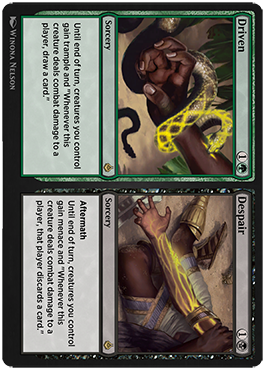 Driven
1
Sorcery
Until end of turn, creatures you control
gain trample and "Whenever this
creature deals combat damage to a
player, draw a card."
Winona Nelson
Despair
1
Sorcery
Aftermath
Until end of turn, creatures you control
gain menace and "Whenever this
creature deals combat damage to a
player, that player discards a card."